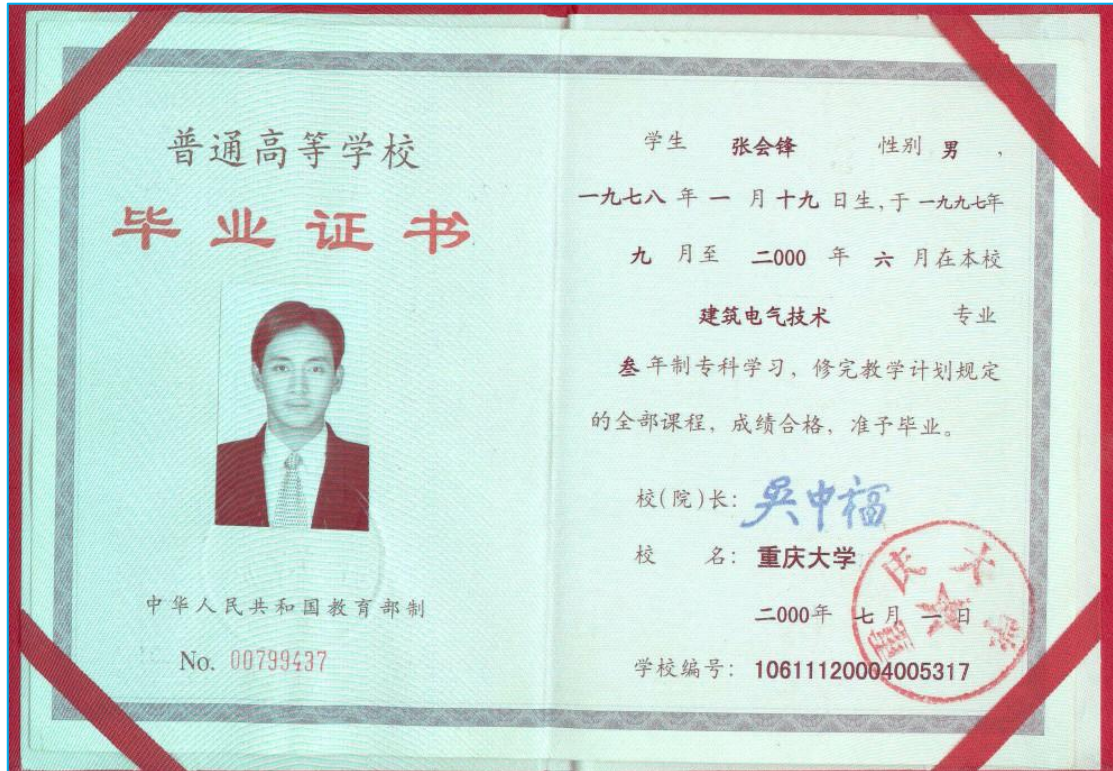 普通高等学校
毕业证书
中华人民共和国教育部制
No. 00799437
学生 张会锋 性别 男 ，
一九七八 年 一 月 十九 日生,于 一九九七年
九 月至 二000 年 六 月在本校
建筑电气技术 专业
叁 年制专科学习，修完教学计划规定
的全部课程，成绩合格，准予毕业。
校(院)长: 吴中福
校 名: 重庆大学
二000年 七 月 一 日
学校编号: 10611120004005317
重庆大学